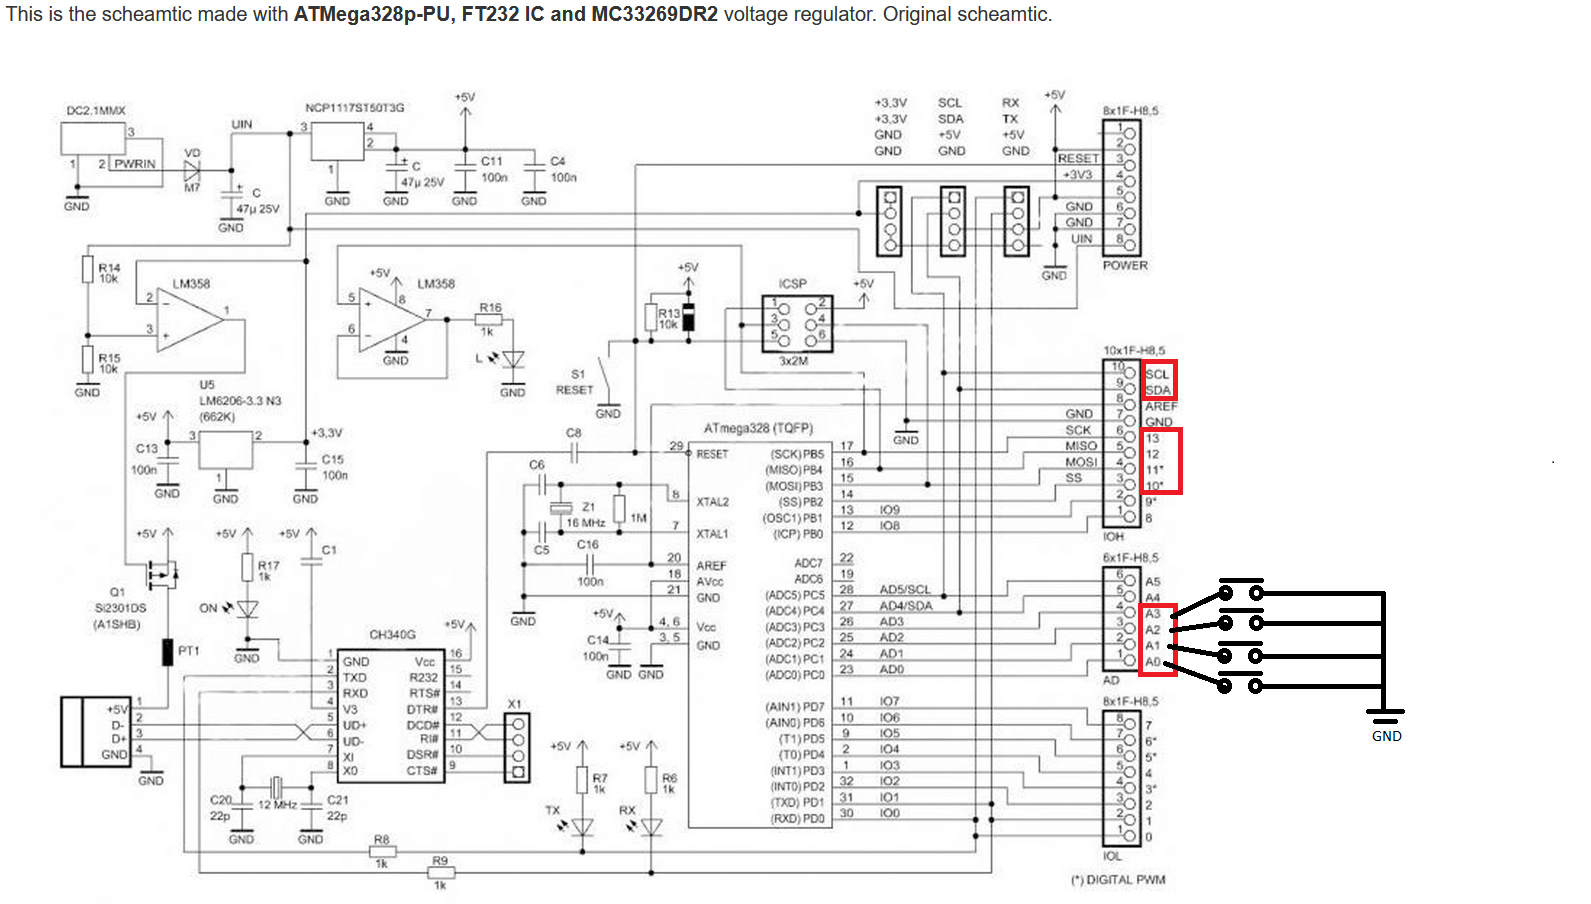 This is the scheamtic made with ATMega328p-PU, FT232 IC and MC33269DR2 voltage regulator. Original scheamtic.
DC2.1MMX
3
2
PWRIN
1
GND
VD
M7
UIN
+
C
47µ 25V
GND
NCP1117ST50T3G
3
4
2
1
GND
+5V
+
C
47µ 25V
GND
C11
100n
GND
C4
100n
GND
+3,3V
+3,3V
GND
GND
SCL
SDA
+5V
GND
RX
TX
+5V
GND
+5V
8x1F-H8,5
1
2
RESET 3
+3V3 4
5
GND 6
GND 7
UIN 8
GND
POWER
R14
10k
R15
10k
GND
LM358
2
3
1
−
+
+5V
LM358
5
6
7
8
4
+
−
GND
R16
1k
L
GND
+5V
R13
10k
S1
RESET
GND
ICSP
1
2
3
4
5
6
3x2M
+5V
GND
U5
LM6206-3.3 N3
(662K)
+5V
3
2
1
+3,3V
C13
100n
GND
GND
C15
100n
GND
10x1F-H8,5
10 SCL
9 SDA
8 AREF
GND 7 GND
SCK 6 13
MISO 5 12
MOSI 4 11*
SS 3 10*
2 9*
1 8
IOH
C8
C6
C5
Z1
16 MHz
1M
C16
100n
GND
+5V
C14
100n
GND
GND
ATmega328 (TQFP)
29 RESET
8 XTAL2
7 XTAL1
20 AREF
18 AVcc
21 GND
4, 6 Vcc
3, 5 GND
(SCK) PB5 17
(MISO) PB4 16
(MOSI) PB3 15
(SS) PB2 14
(OSC1) PB1 13 IO9
(ICP) PB0 12 IO8
ADC7 22
ADC6 19
(ADC5) PC5 28 AD5/SCL
(ADC4) PC4 27 AD4/SDA
(ADC3) PC3 26 AD3
(ADC2) PC2 25 AD2
(ADC1) PC1 24 AD1
(ADC0) PC0 23 AD0
(AIN1) PD7 11 IO7
(AIN0) PD6 10 IO6
(T1) PD5 9 IO5
(T0) PD4 2 IO4
(INT1) PD3 1 IO3
(INT0) PD2 32 IO2
(TXD) PD1 31 IO1
(RXD) PD0 30 IO0
6x1F-H8,5
6 A5
5 A4
4 A3
3 A2
2 A1
1 A0
AD
GND
8x1F-H8,5
8 7
7 6*
6 5*
5 4
4 3*
3 2
2 1
1 0
IOL
(*) DIGITAL PWM
+5V
Q1
Si2301DS
(A1SHB)
PT1
+5V
R17
1k
ON
GND
+5V
C1
CH340G
1 GND
2 TXD
3 RXD
4 V3
5 UD+
6 UD-
7 XI
8 X0
Vcc 16
R232 15
RTS# 14
DTR# 13
DCD# 12
RI# 11
DSR# 10
CTS# 9
+5V
X1
+5V 1
D- 2
D+ 3
GND 4
GND
C20
22p
GND
12 MHz
C21
22p
GND
+5V
R7
1k
TX
+5V
R6
1k
RX
R8
1k
R9
1k